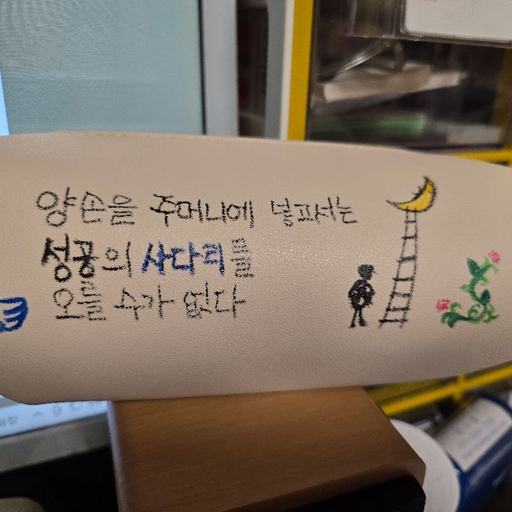 양손을 주머니에 넣고서는
성공의 사다리를
오를 수가 없다